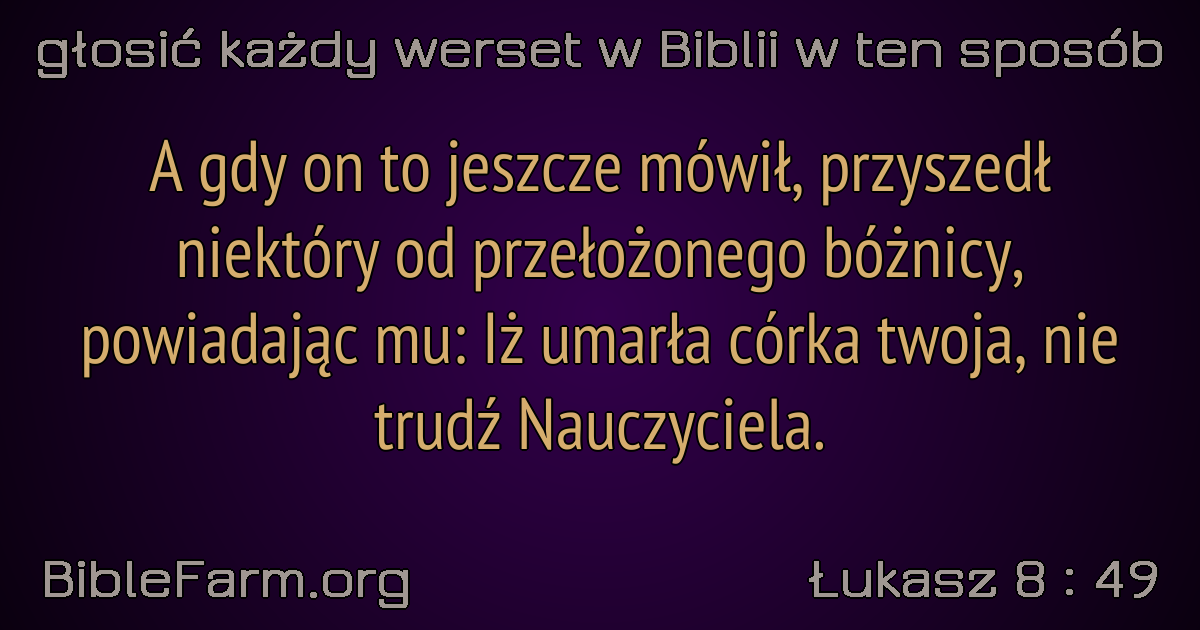 głosić każdy werset w Biblii w ten sposób
A gdy on to jeszcze mówił, przyszedł
niektóry od przełożonego bóżnicy,
powiadając mu: Iż umarła córka twoja, nie
trudź Nauczyciela.
BibleFarm.org
Łukasz 8 : 49